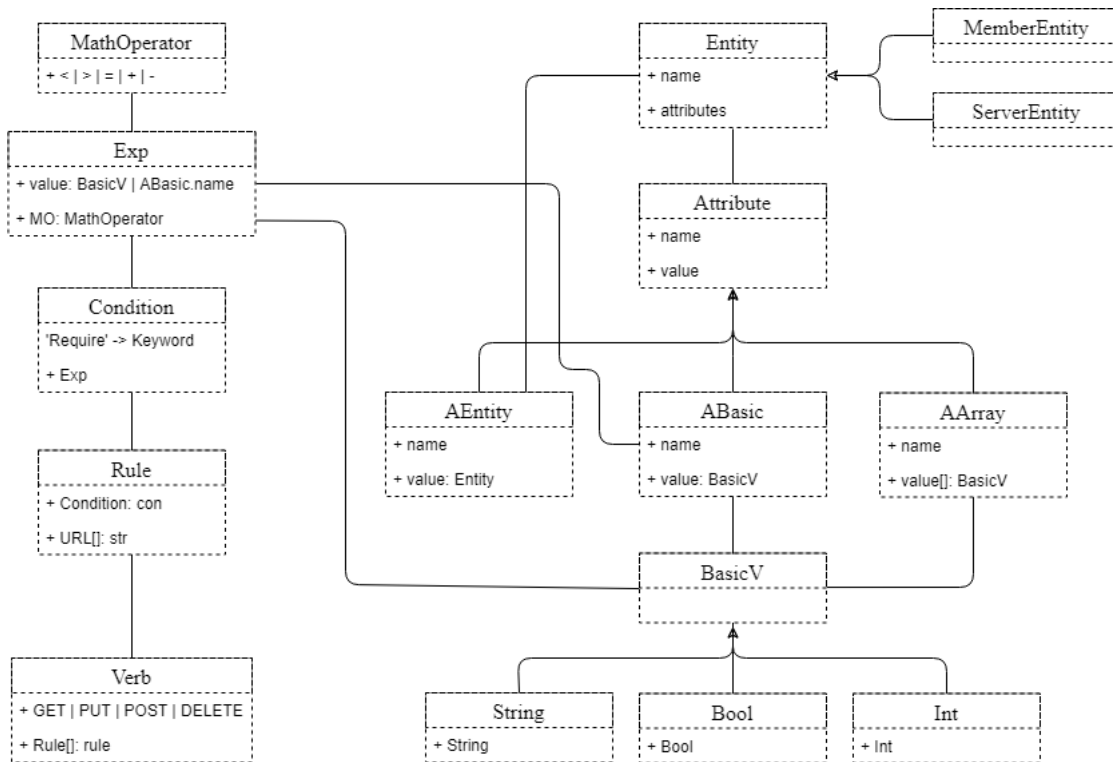 MathOperator
+ < | > | = | + | -
Exp
+ value: BasicV | ABasic.name
+ MO: MathOperator
Condition
'Require' -> Keyword
+ Exp
Rule
+ Condition: con
+ URL[]: str
Verb
+ GET | PUT | POST | DELETE
+ Rule[]: rule
Entity
+ name
+ attributes
MemberEntity
ServerEntity
Attribute
+ name
+ value
AEntity
+ name
+ value: Entity
ABasic
+ name
+ value: BasicV
AArray
+ name
+ value[]: BasicV
BasicV
String
+ String
Bool
+ Bool
Int
+ Int